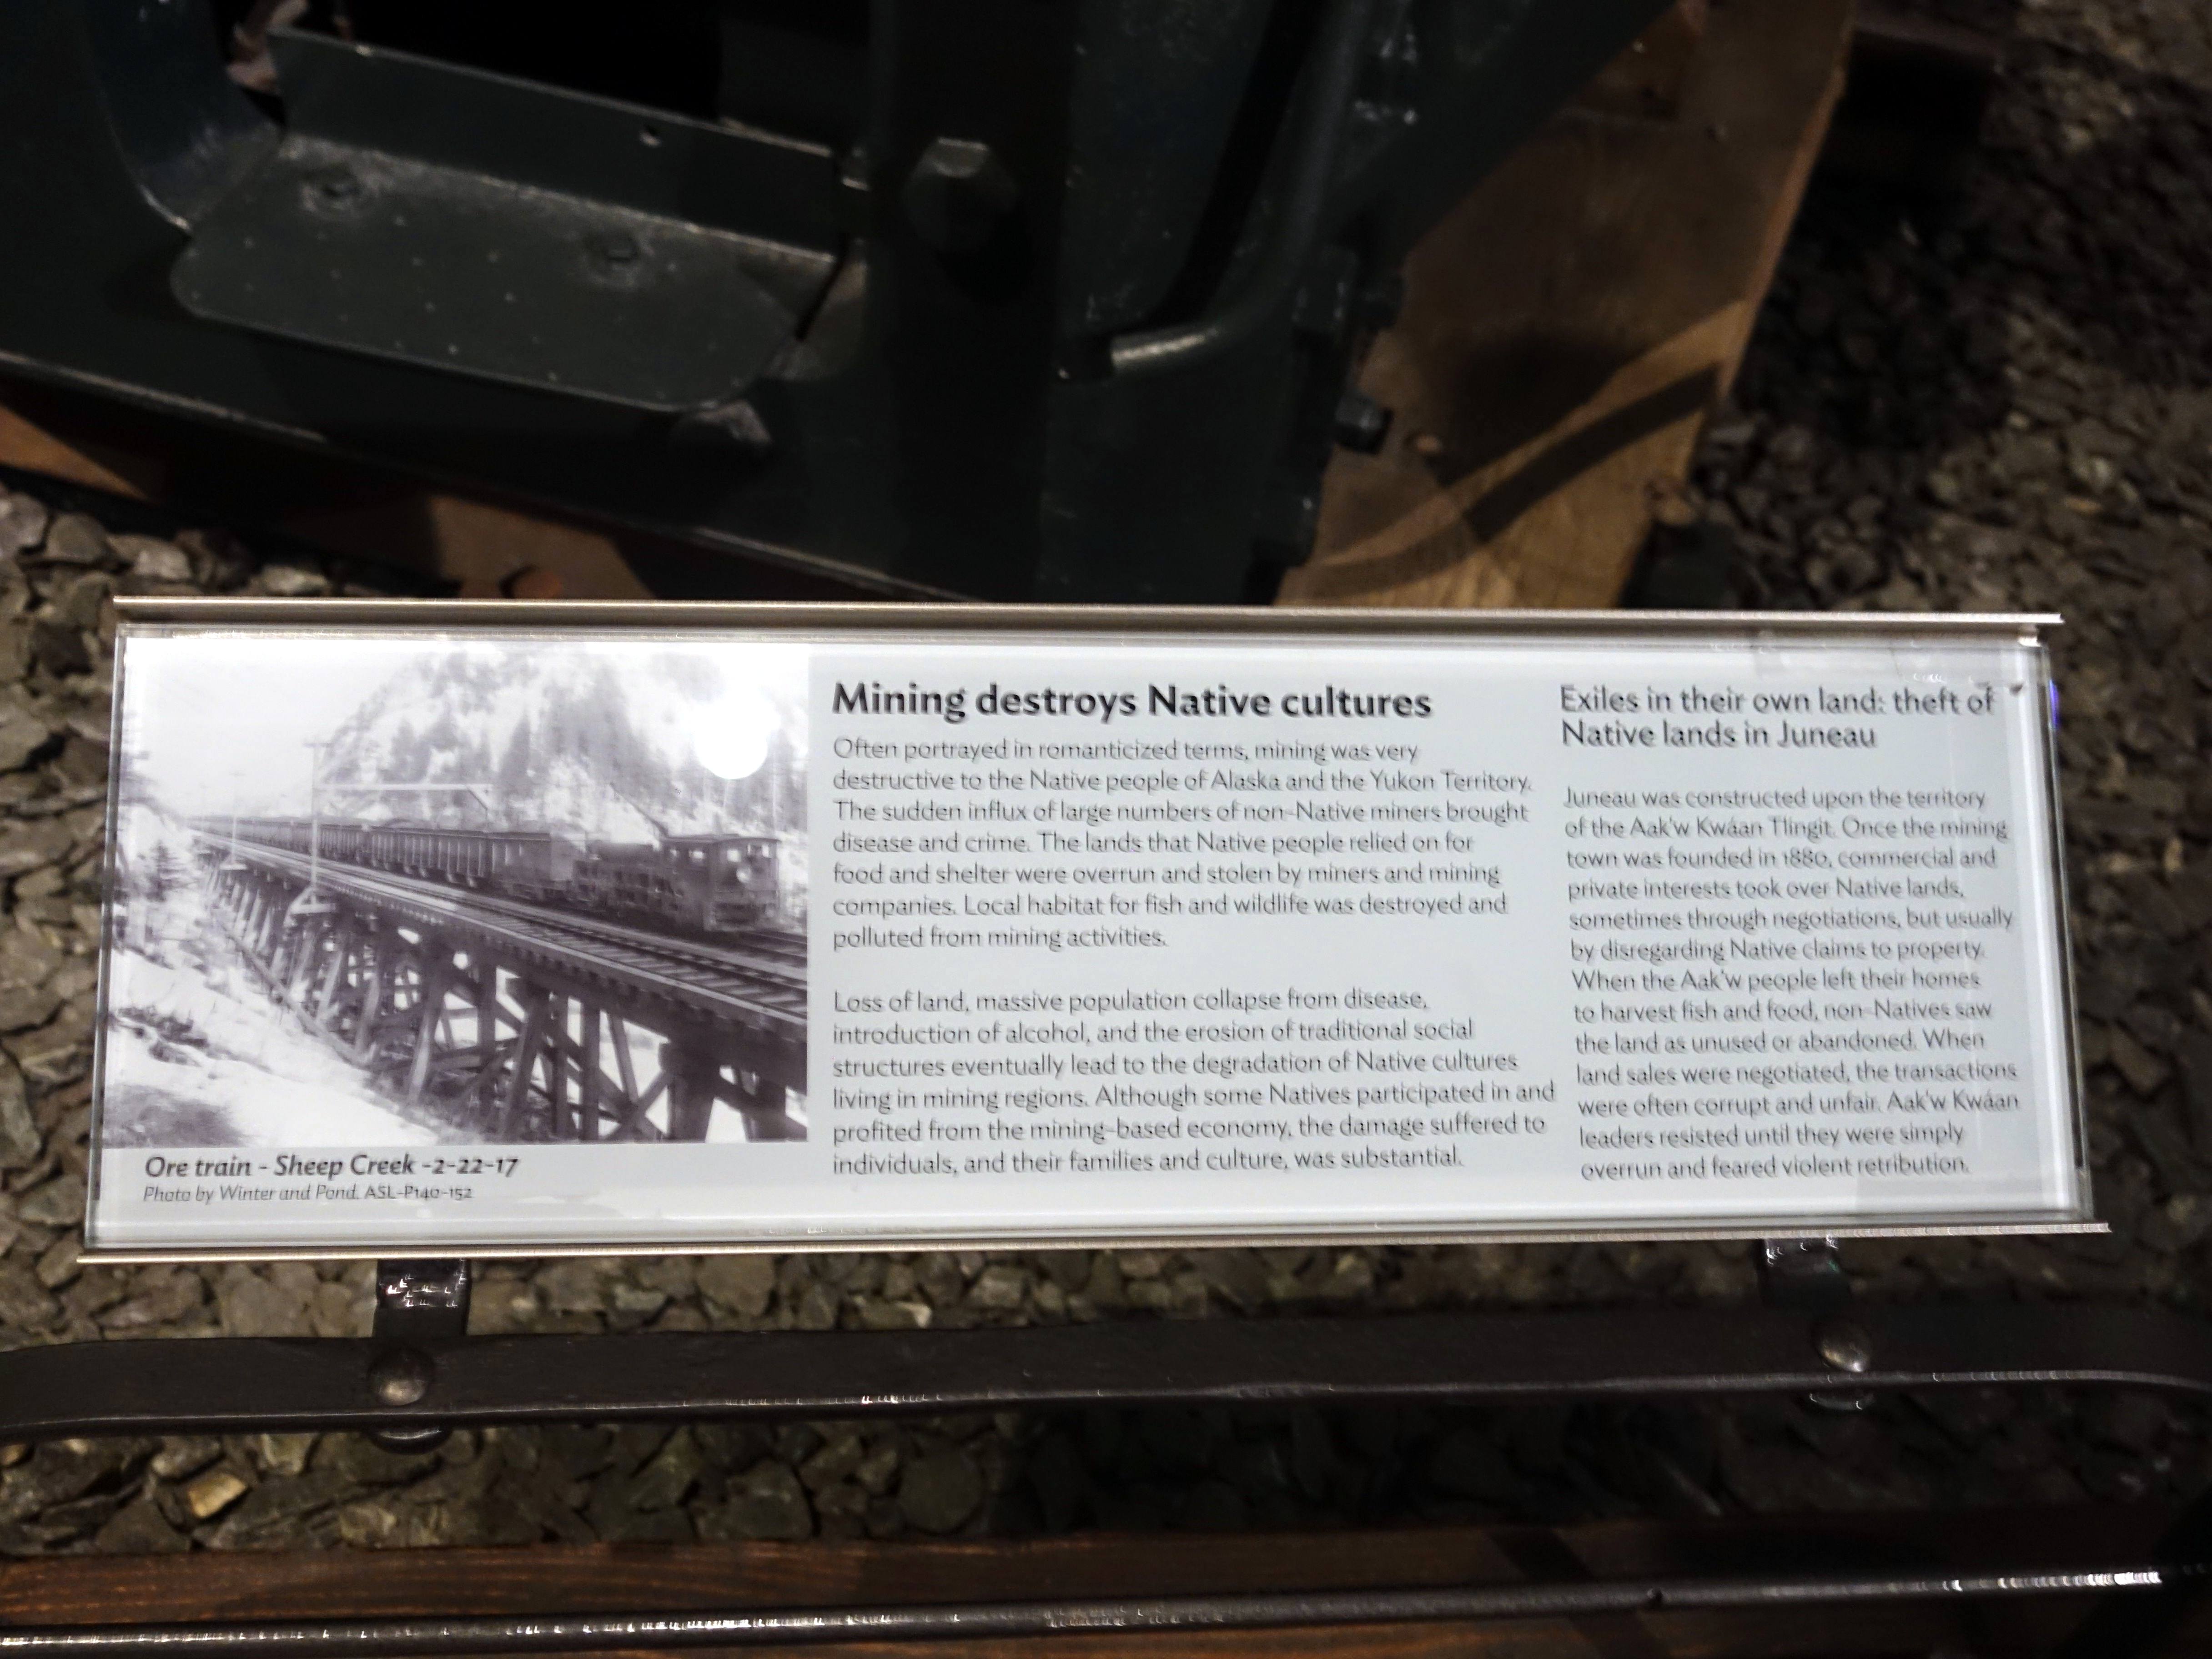 Mining destroys Native cultures
Often portrayed in romanticized terms, mining was very
destructive to the Native people of Alaska and the Yukon Territory.
The sudden influx of large numbers of non-Native miners brought
disease and crime. The lands that Native people relied on for
food and shelter were overrun and stolen by miners and mining
companies. Local habitat for fish and wildlife was destroyed and
polluted from mining activities.
Loss of land, massive population collapse from disease,
introduction of alcohol, and the erosion of traditional social
structures eventually lead to the degradation of Native cultures
living in mining regions. Although some Natives participated in and
profited from the mining-based economy, the damage suffered to
individuals, and their families and culture, was substantial.
Exiles in their own land: theft of
Native lands in Juneau
Juneau was constructed upon the territory
of the Aak'w Kwáan Tlingit. Once the mining
town was founded in 1880, commercial and
private interests took over Native lands,
sometimes through negotiations, but usually
by disregarding Native claims to property.
When the Aak'w people left their homes
to harvest fish and food, non-Natives saw
the land as unused or abandoned. When
land sales were negotiated, the transactions
were often corrupt and unfair. Aak'w Kwáan
leaders resisted until they were simply
overrun and feared violent retribution.
Ore train - Sheep Creek -2-22-17
Photo by Winter and Pond. ASL-P140-152